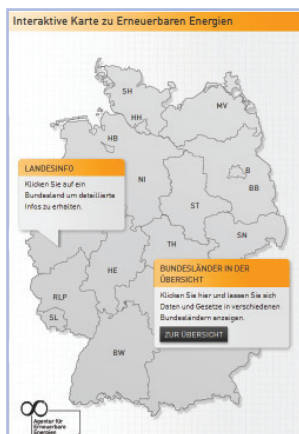 Interaktive Karte zu Erneuerbaren Energien
SH
MV
HH
HB
B
NI
BB
ST
LANDESINFO
Klicken Sie auf ein
Bundesland um detaillierte
Infos zu erhalten.
SN
TH
HE
BUNDESLÄNDER IN DER
ÜBERSICHT
Klicken Sie hier und lassen Sie sich
Daten und Gesetze in verschiedenen
Bundesländern anzeigen.
ZUR ÜBERSICHT
RLP
SL
BW
Agentur für
Erneuerbare
Energien